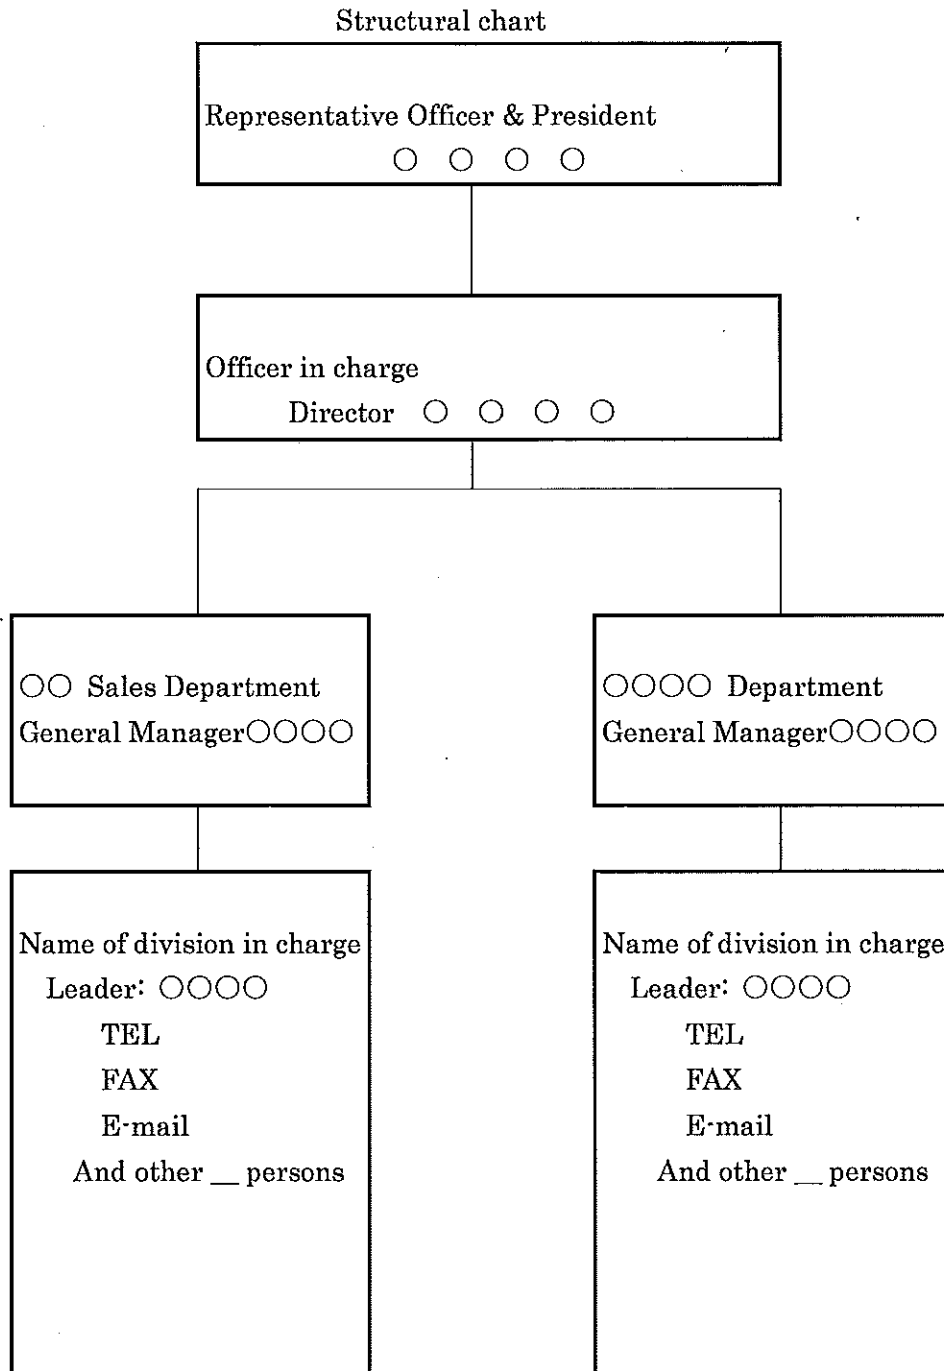 Structural chart
Representative Officer & President
○ ○ ○ ○
Officer in charge
Director ○ ○ ○ ○
○○ Sales Department
General Manager○○○○
○○○○ Department
General Manager○○○○
Name of division in charge
Leader: ○○○○
TEL
FAX
E-mail
And other __ persons
Name of division in charge
Leader: ○○○○
TEL
FAX
E-mail
And other __ persons